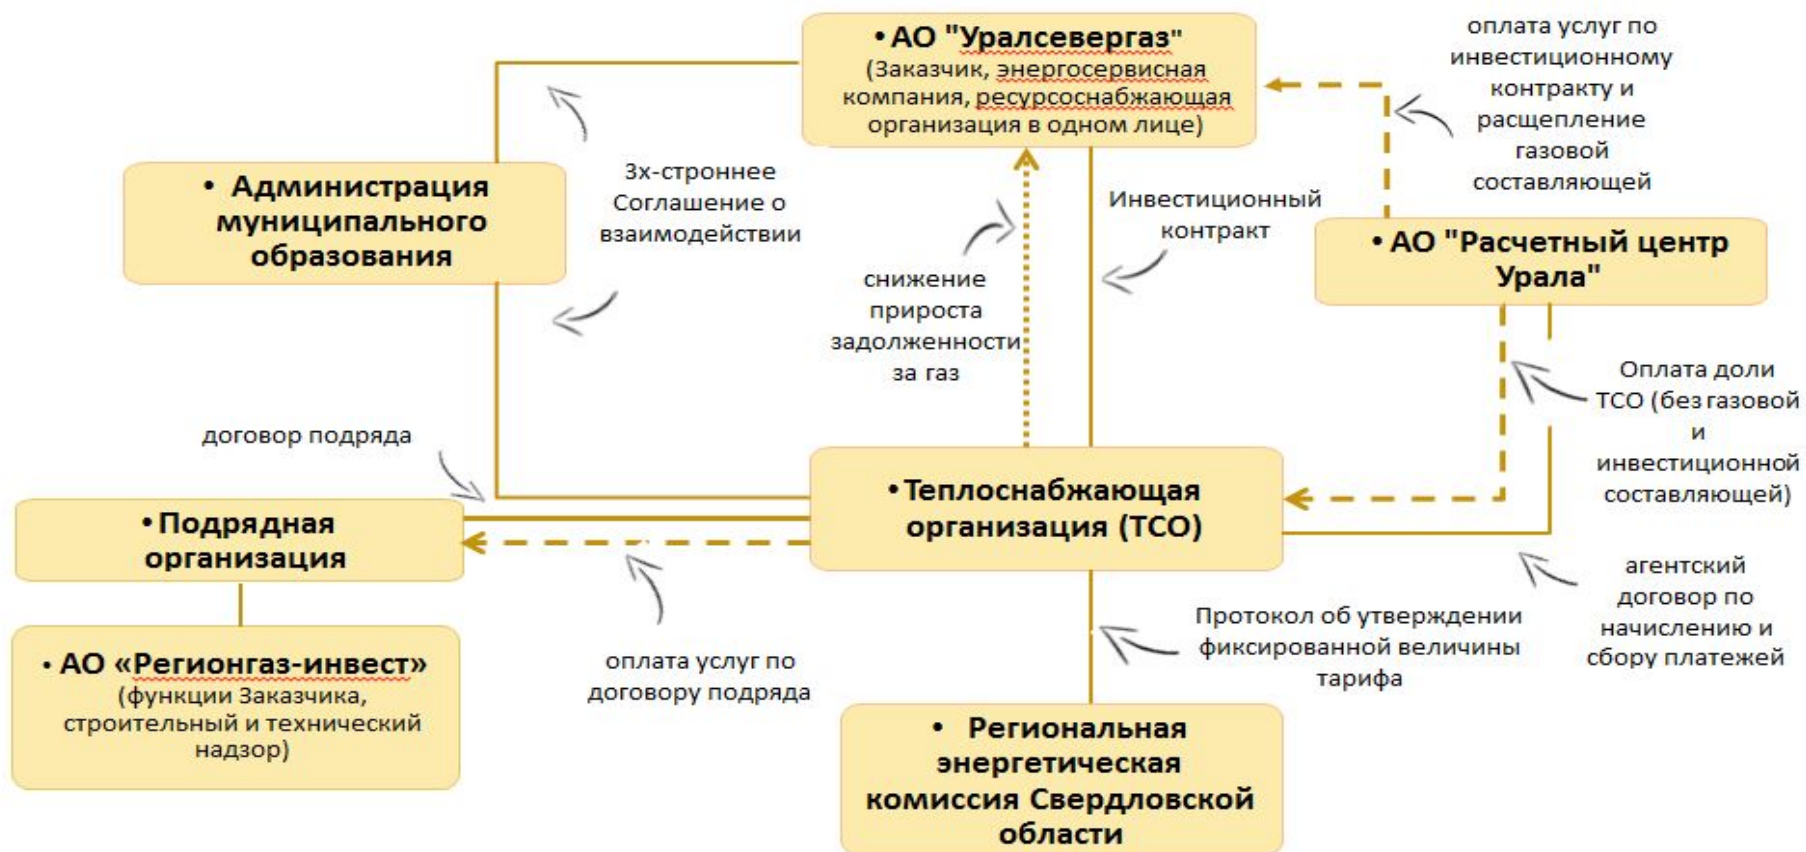 • АО "Уралсевергаз"
(Заказчик, энергосервисная
компания, ресурсоснабжающая
организация в одном лице)
оплата услуг по
инвестиционному
контракту и
расщепление
газовой
составляющей
• Администрация
муниципального
образования
3х-строннее
Соглашение о
взаимодействии
Инвестиционный
контракт
• АО "Расчетный центр
Урала"
снижение
прироста
задолженности
за газ
Оплата доли
ТСО (без газовой
и
инвестиционной
составляющей)
договор подряда
• Теплоснабжающая
организация (ТСО)
• Подрядная
организация
агентский
договор по
начислению и
сбору платежей
Протокол об утверждении
фиксированной величины
тарифа
• АО «Регионгаз-инвест»
(функции Заказчика,
строительный и технический
надзор)
оплата услуг по
договору подряда
• Региональная
энергетическая
комиссия Свердловской
области